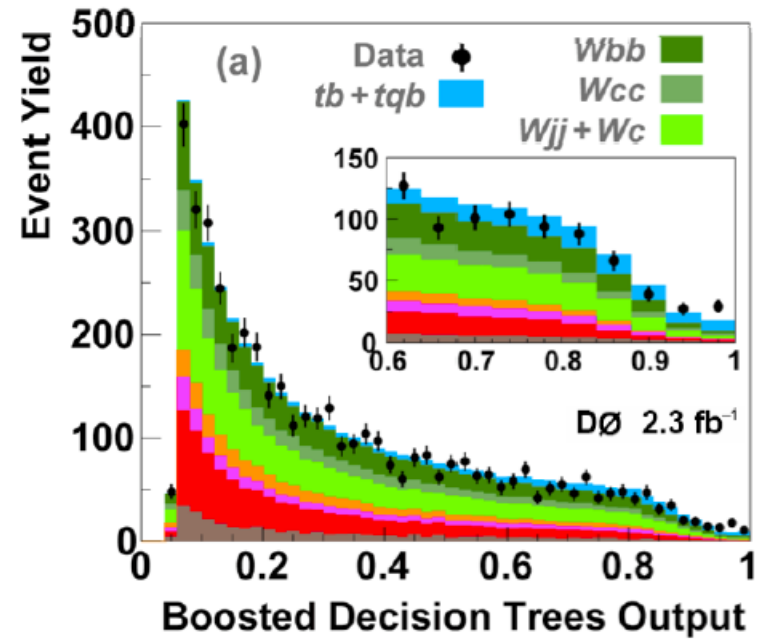 500
400
300
200
100
0
Event Yield
(a)
Data
tb+tqb
Wbb
Wcc
Wjj+Wc
150
100
50
0
0.6 0.7 0.8 0.9 1
DØ 2.3 fb⁻¹
0 0.2 0.4 0.6 0.8 1
Boosted Decision Trees Output